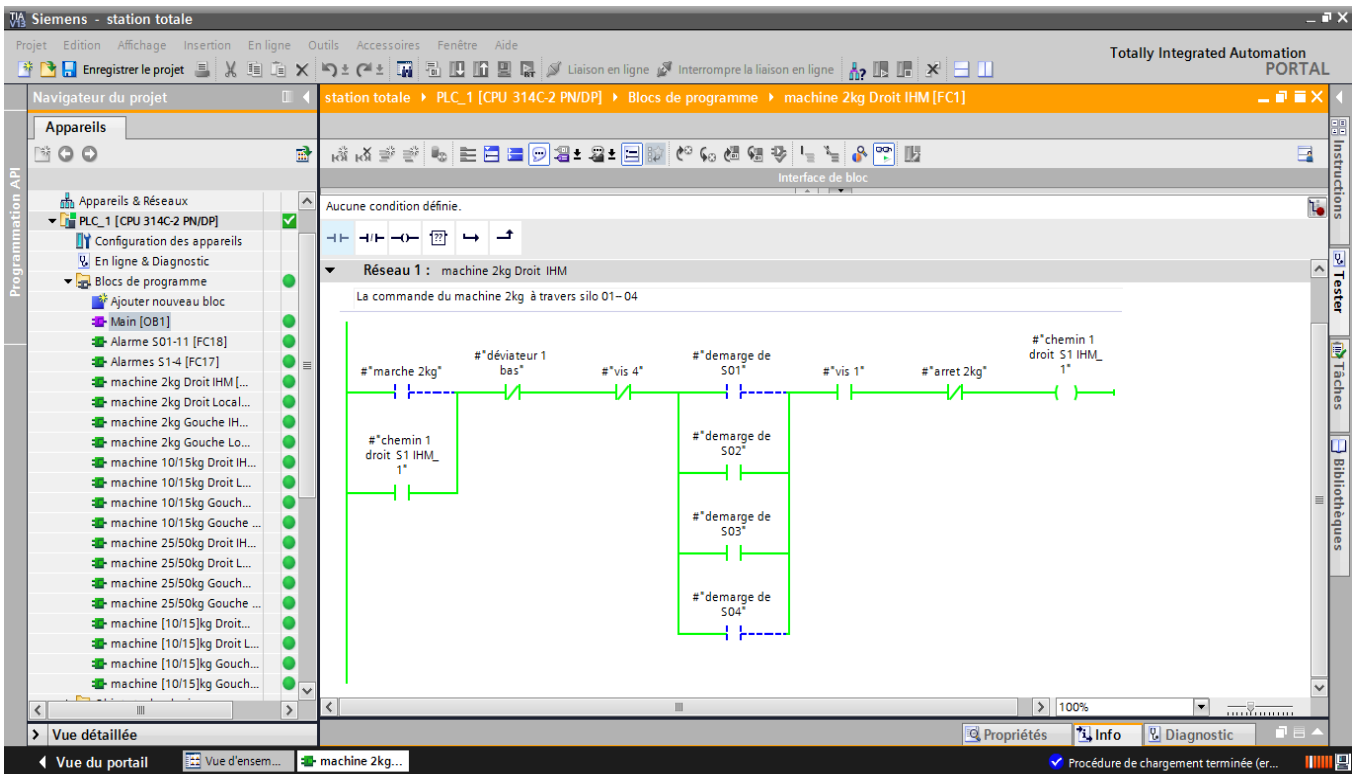 TIA V13 Siemens - station totale
Projet Edition Affichage Insertion En ligne Outils Accessoires Fenêtre Aide
Totally Integrated Automation
PORTAL
Enregistrer le projet Liaison en ligne Interrompre la liaison en ligne
Navigateur du projet
station totale PLC_1 [CPU 314C-2 PN/DP] Blocs de programme machine 2kg Droit IHM [FC1]
Appareils
Programmation API
Appareils & Réseaux
PLC_1 [CPU 314C-2 PN/DP]
Configuration des appareils
En ligne & Diagnostic
Blocs de programme
Ajouter nouveau bloc
Main [OB1]
Alarme S01-11 [FC18]
Alarmes S1-4 [FC17]
machine 2kg Droit IHM [...
machine 2kg Droit Local...
machine 2kg Gouche IH...
machine 2kg Gouche Lo...
machine 10/15kg Droit IH...
machine 10/15kg Droit L...
machine 10/15kg Gouch...
machine 10/15kg Gouche ...
machine 25/50kg Droit IH...
machine 25/50kg Droit L...
machine 25/50kg Gouch...
machine 25/50kg Gouche ...
machine [10/15]kg Droit...
machine [10/15]kg Droit L...
machine [10/15]kg Gouch...
machine [10/15]kg Gouch...
Vue détaillée
Interface de bloc
Aucune condition définie.
??
Réseau 1 : machine 2kg Droit IHM
La commande du machine 2kg à travers silo 01-04
#"marche 2kg"
#"déviateur 1
bas"
#"vis 4"
#"demarge de
S01"
#"vis 1"
#"arret 2kg"
#"chemin 1
droit S1 IHM_
1"
#"chemin 1
droit S1 IHM_
1"
#"demarge de
S02"
#"demarge de
S03"
#"demarge de
S04"
100%
Propriétés Info Diagnostic
Instructions
Tester
Tâches
Bibliothèques
Vue du portail Vue d'ensem... machine 2kg... Procédure de chargement terminée (er...